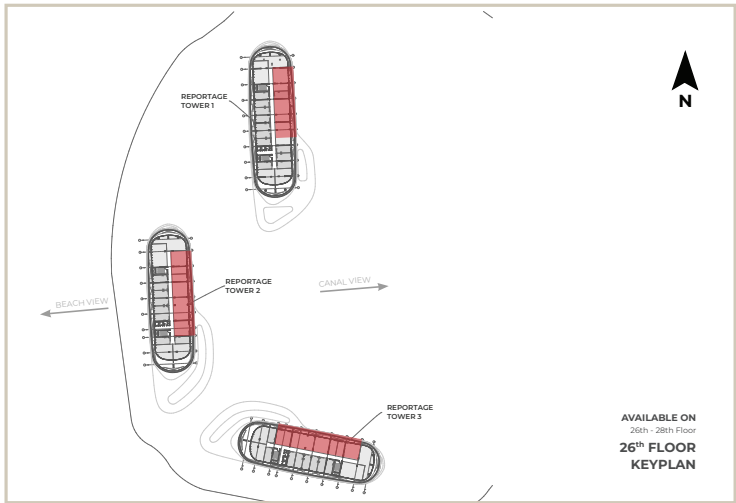 REPORTAGE
TOWER 1
N
REPORTAGE
TOWER 2
CANAL VIEW
BEACH VIEW
REPORTAGE
TOWER 3
AVAILABLE ON
26th - 28th Floor
26th FLOOR
KEYPLAN